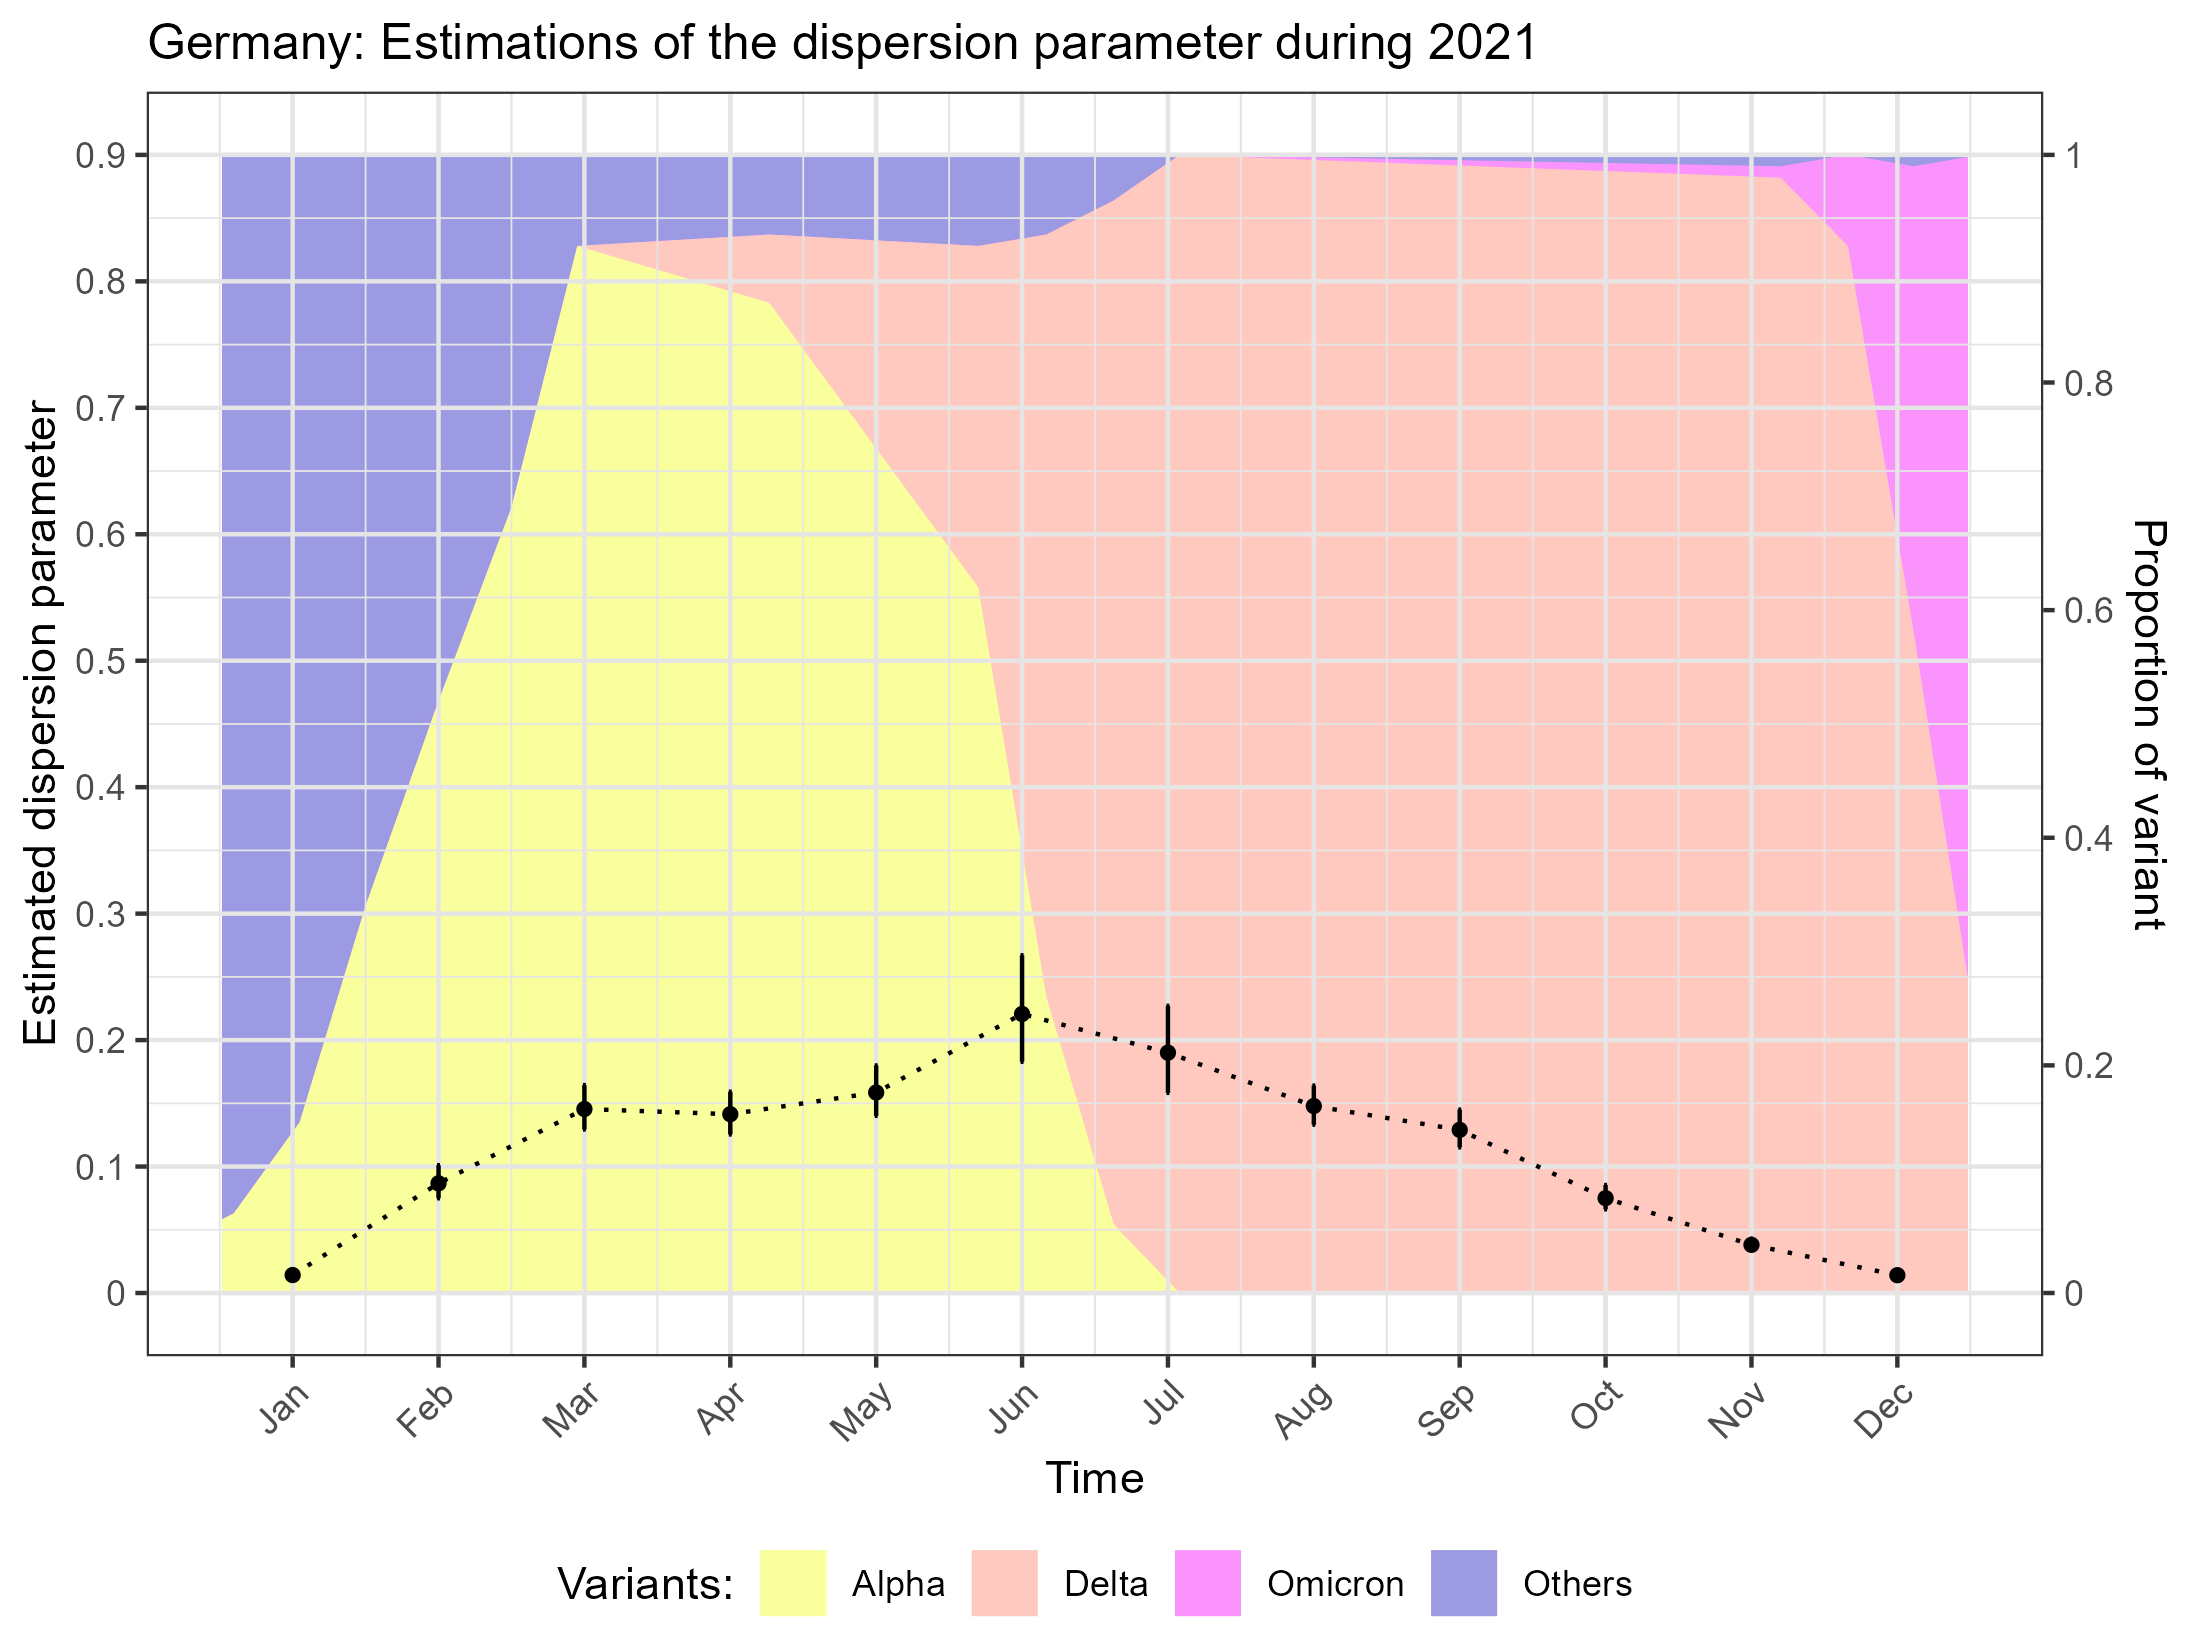 Germany: Estimations of the dispersion parameter during 2021
Estimated dispersion parameter
0.9
0.8
0.7
0.6
0.5
0.4
0.3
0.2
0.1
0
1
0.8
0.6
0.4
0.2
0
Proportion of variant
Jan Feb Mar Apr May Jun Jul Aug Sep Oct Nov Dec
Time
Variants: Alpha Delta Omicron Others